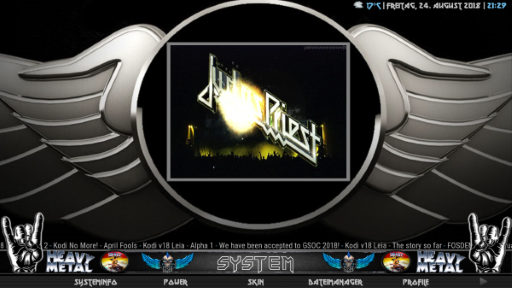 17°C | FREITAG, 24. AUGUST 2018 | 21:29
Judas Priest
2 - Kodi No More! - April Fools - Kodi v18 Leia - Alpha 1 - We have been accepted to GSOC 2018! - Kodi v18 Leia - The story so far - FOSDEM
HEAVY METAL SYSTEM HEAVY METAL
SYSTEMINFO POWER SKIN DATEMANAGER PROFILE